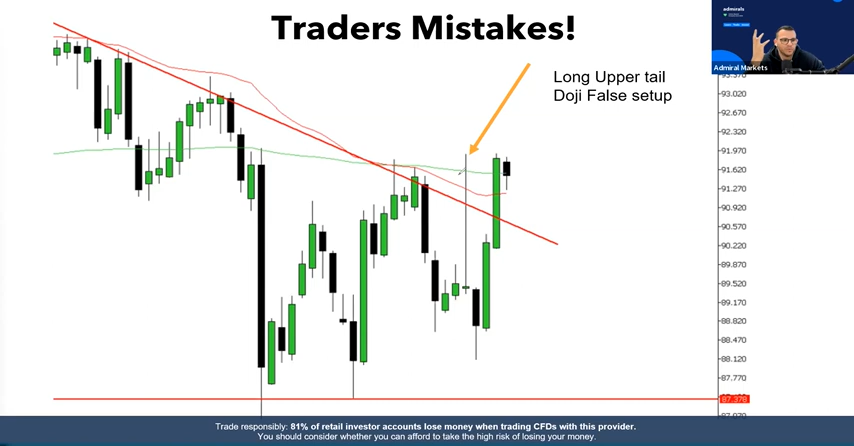 Traders Mistakes!
admirals
Admiral Markets
Long Upper tail
Doji False setup
93.370
93.020
92.670
92.320
91.970
91.620
91.270
90.920
90.570
90.220
89.870
89.520
89.170
88.820
88.470
88.120
87.770
87.378
87.070
Trade responsibly: 81% of retail investor accounts lose money when trading CFDs with this provider.
You should consider whether you can afford to take the high risk of losing your money.